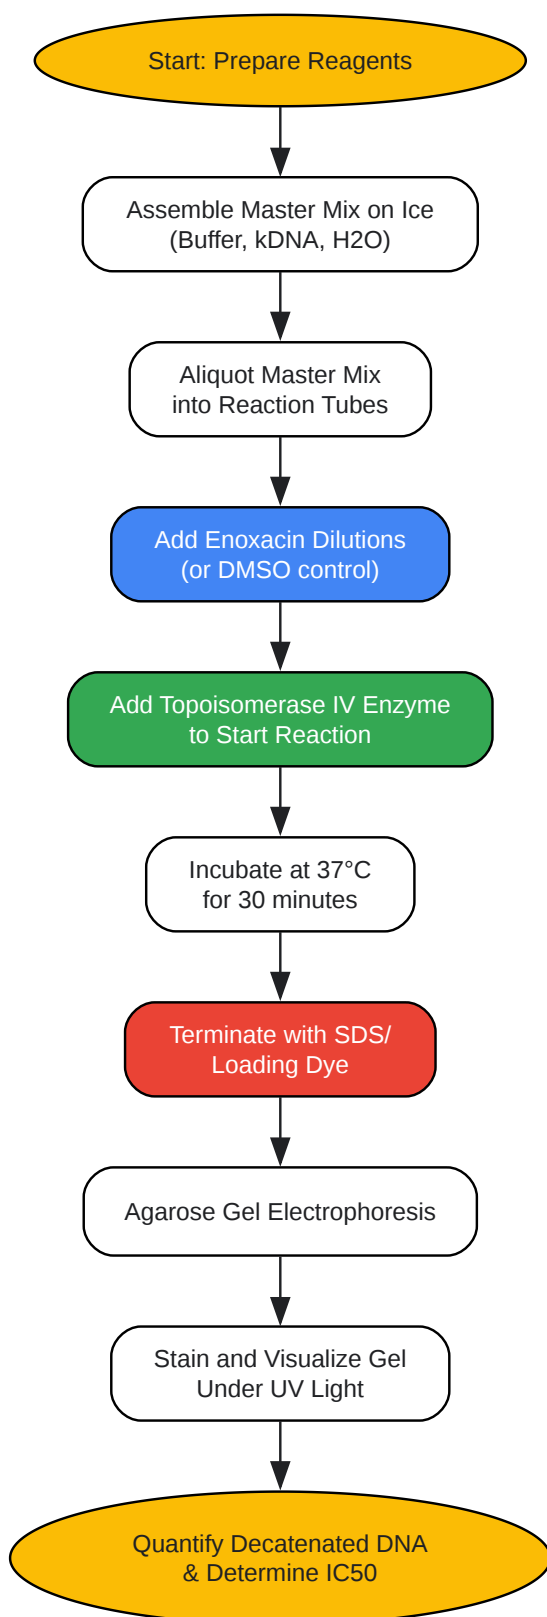 Start: Prepare Reagents
Assemble Master Mix on Ice
(Buffer, kDNA, H2O)
Aliquot Master Mix
into Reaction Tubes
Add Enoxacin Dilutions
(or DMSO control)
Add Topoisomerase IV Enzyme
to Start Reaction
Incubate at 37°C
for 30 minutes
Terminate with SDS/
Loading Dye
Agarose Gel Electrophoresis
Stain and Visualize Gel
Under UV Light
Quantify Decatenated DNA
& Determine IC50